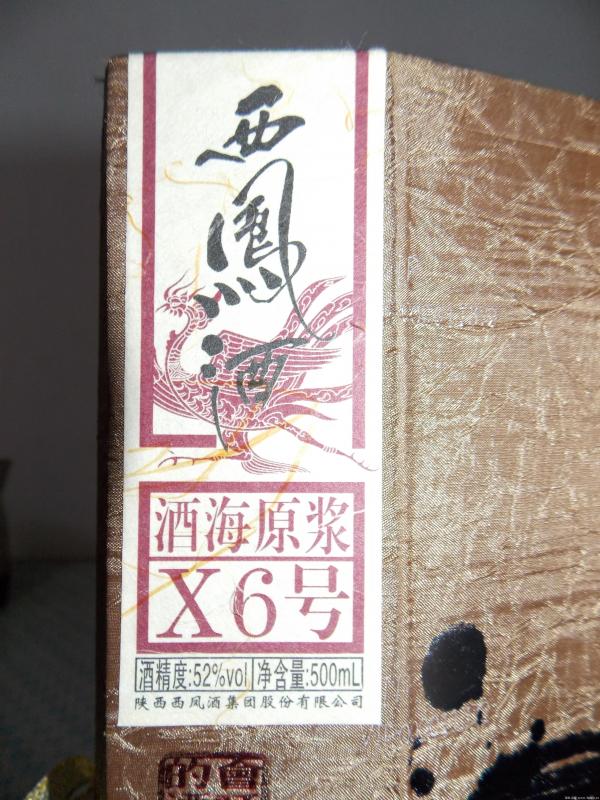 西鳳酒
酒海原浆
X6号
酒精度:52%vol 净含量:500mL
陕西西凤酒集团股份有限公司